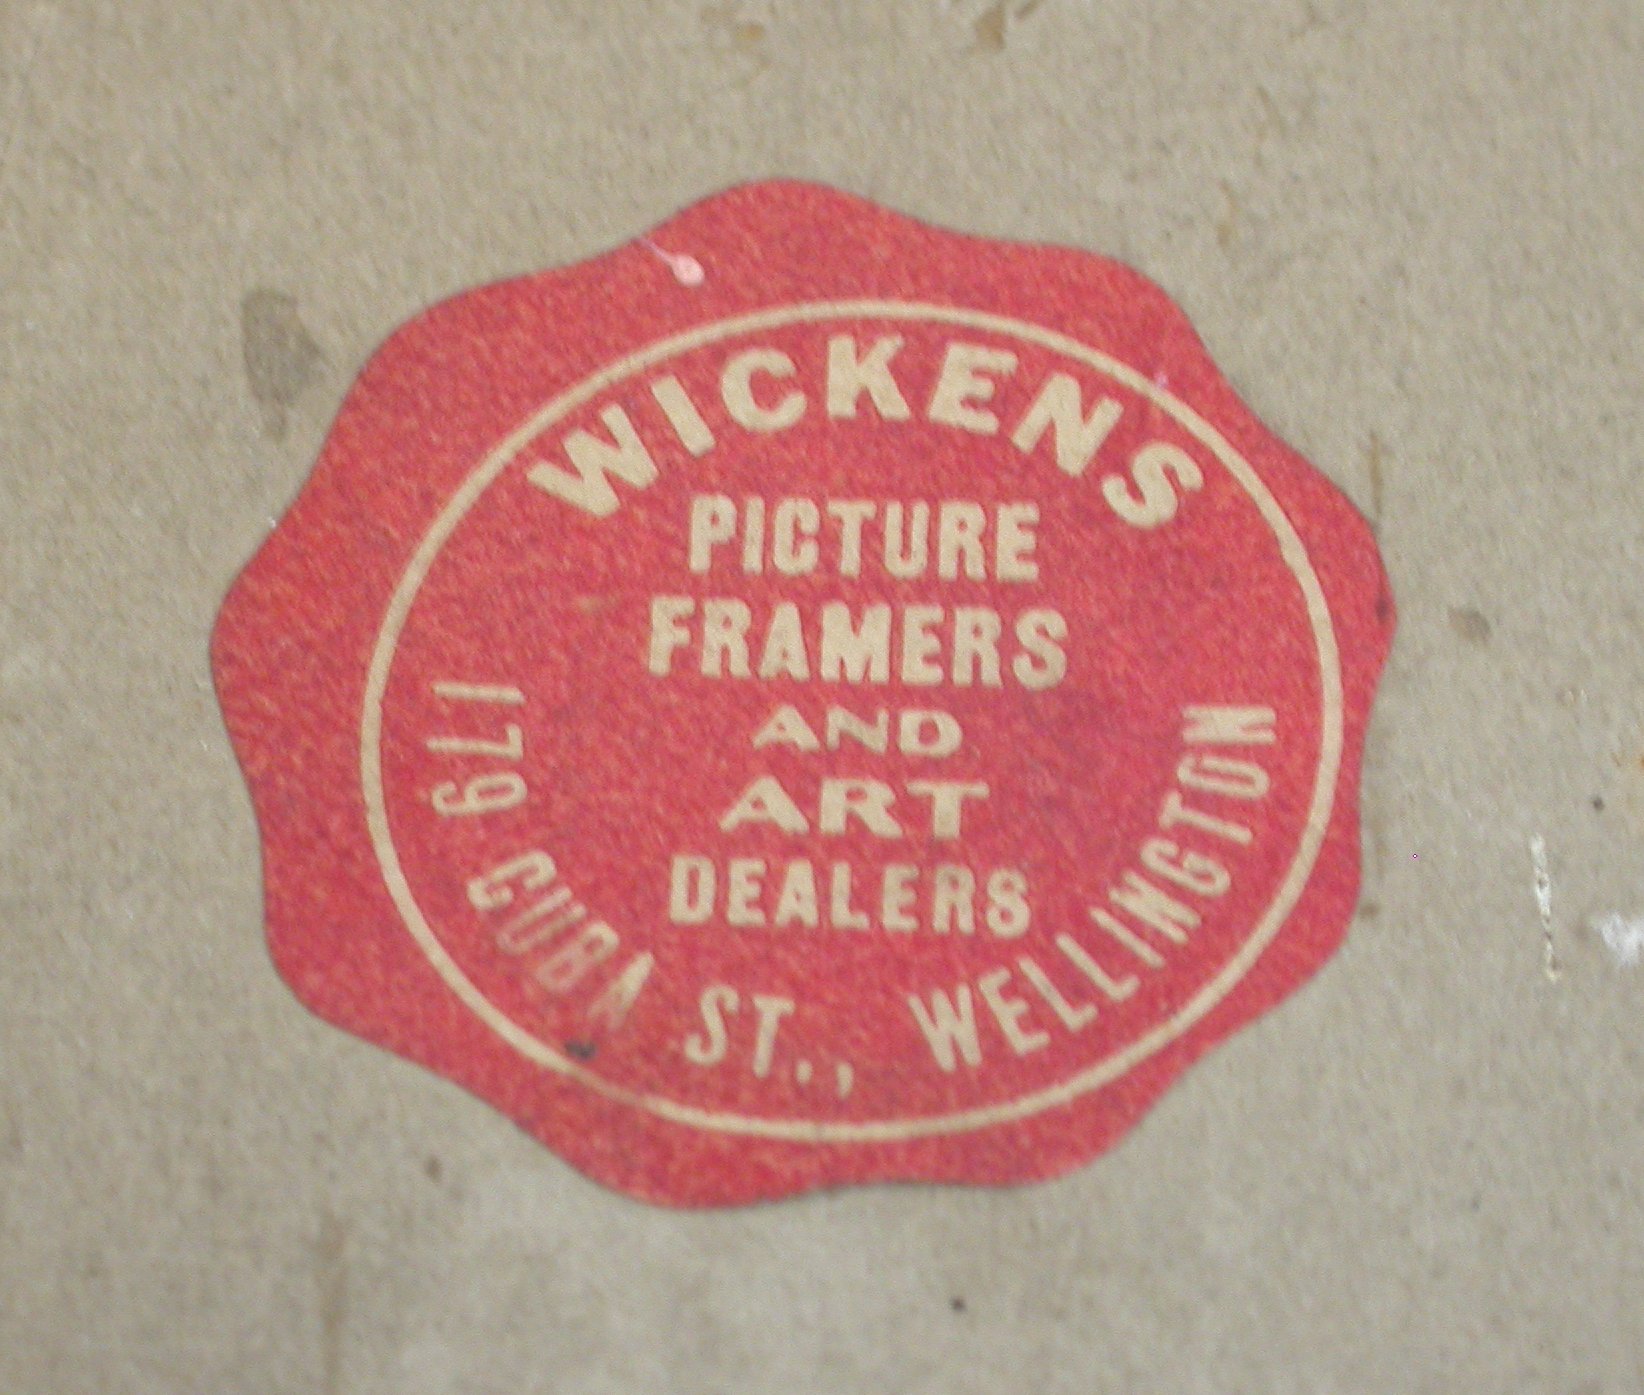 WICKENS
PICTURE
FRAMERS
AND
ART
DEALERS
179 CUBA ST., WELLINGTON